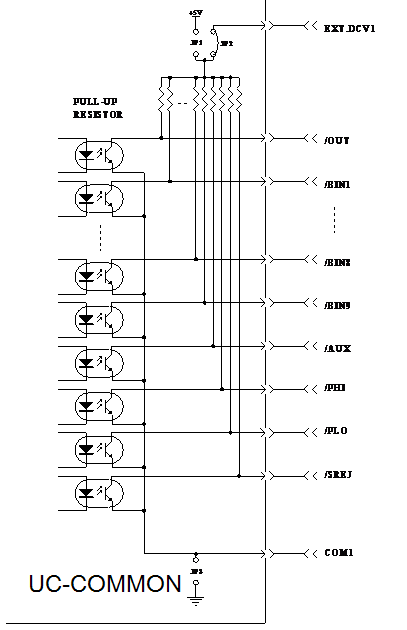 +5V
EXT.DCV1
JP1
JP2
PULL-UP
RESISTOR
/OUT
/BIN1
/BIN8
/BIN9
/AUX
/PHI
/PLO
/SREJ
COM1
JP3
UC-COMMON